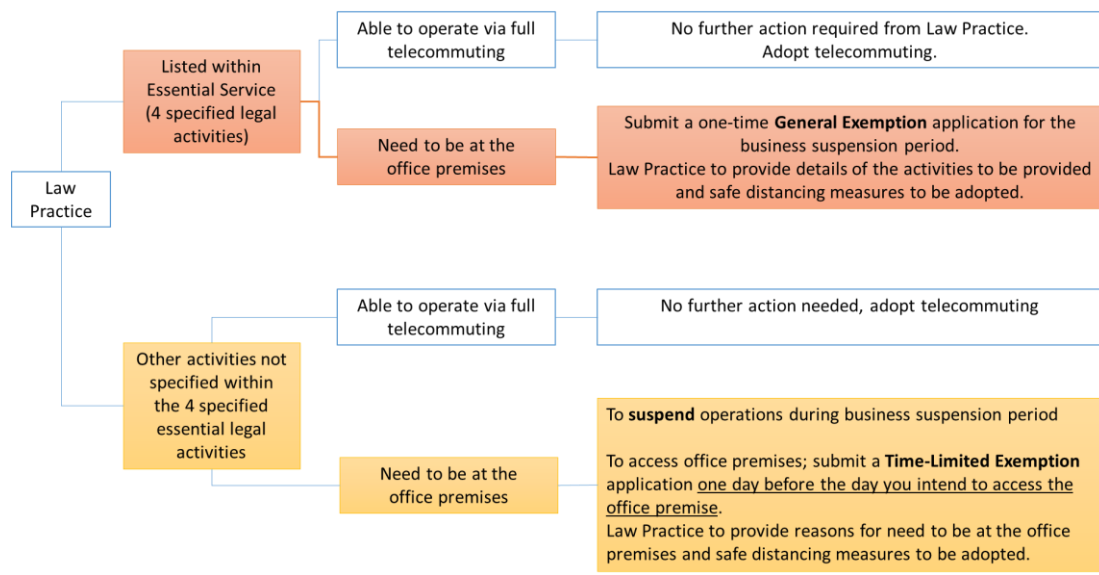 Law
Practice
Listed within
Essential Service
(4 specified legal
activities)
Able to operate via full
telecommuting
No further action required from Law Practice.
Adopt telecommuting.
Need to be at the
office premises
Submit a one-time General Exemption application for the
business suspension period.
Law Practice to provide details of the activities to be provided
and safe distancing measures to be adopted.
Other activities not
specified within
the 4 specified
essential legal
activities
Able to operate via full
telecommuting
No further action needed, adopt telecommuting
Need to be at the
office premises
To suspend operations during business suspension period
To access office premises; submit a Time-Limited Exemption
application one day before the day you intend to access the
office premise.
Law Practice to provide reasons for need to be at the office
premises and safe distancing measures to be adopted.